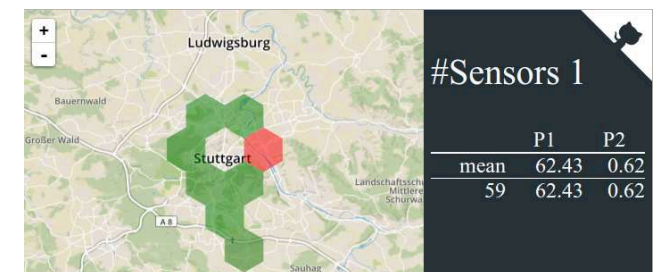 +
-
Ludwigsburg
Bauernwald
Großer Wald
Stuttgart
Landschaftssch
Mittlere
Schurwa
A 8
t
Sauhag
#Sensors 1
P1 P2
mean 62.43 0.62
59 62.43 0.62